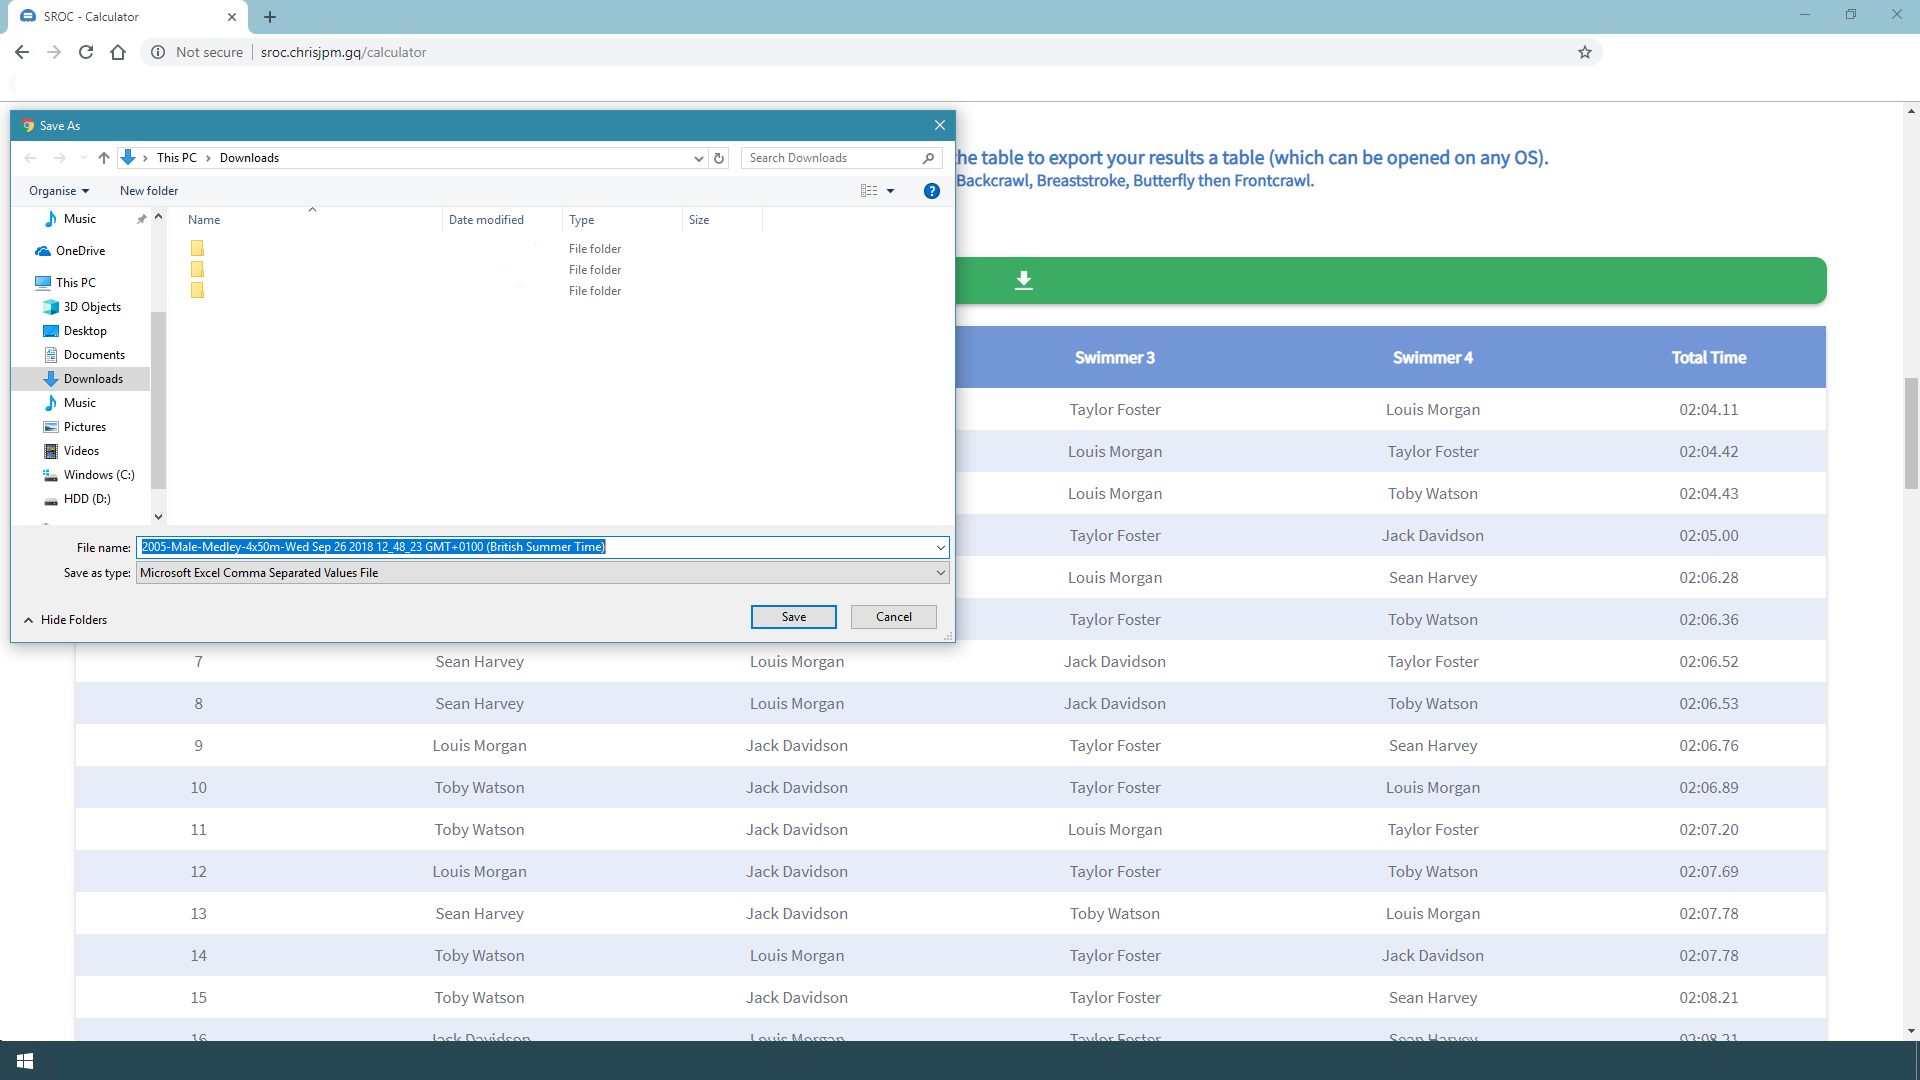 SROC - Calculator
Not secure sroc.chrisjpm.gq/calculator
Save As
This PC Downloads Search Downloads
Organise New folder
he table to export your results a table (which can be opened on any OS).
Backcrawl, Breaststroke, Butterfly then Frontcrawl.
Name Date modified Type Size
Music
OneDrive
This PC
3D Objects
Desktop
Documents
Downloads
Music
Pictures
Videos
Windows (C:)
HDD (D:)
File folder
File folder
File folder
File name: 2005-Male-Medley-4x50m-Wed Sep 26 2018 12_48_23 GMT+0100 (British Summer Time)
Save as type: Microsoft Excel Comma Separated Values File
Hide Folders Save Cancel
Swimmer 3 Swimmer 4 Total Time
Taylor Foster Louis Morgan 02:04.11
Louis Morgan Taylor Foster 02:04.42
Louis Morgan Toby Watson 02:04.43
Taylor Foster Jack Davidson 02:05.00
Louis Morgan Sean Harvey 02:06.28
Taylor Foster Toby Watson 02:06.36
7 Sean Harvey Louis Morgan Jack Davidson Taylor Foster 02:06.52
8 Sean Harvey Louis Morgan Jack Davidson Toby Watson 02:06.53
9 Louis Morgan Jack Davidson Taylor Foster Sean Harvey 02:06.76
10 Toby Watson Jack Davidson Taylor Foster Louis Morgan 02:06.89
11 Toby Watson Jack Davidson Louis Morgan Taylor Foster 02:07.20
12 Louis Morgan Jack Davidson Taylor Foster Toby Watson 02:07.69
13 Sean Harvey Jack Davidson Toby Watson Louis Morgan 02:07.78
14 Toby Watson Louis Morgan Taylor Foster Jack Davidson 02:07.78
15 Toby Watson Jack Davidson Taylor Foster Sean Harvey 02:08.21
16 Jack Davidson Louis Morgan Taylor Foster Sean Harvey 02:08.31